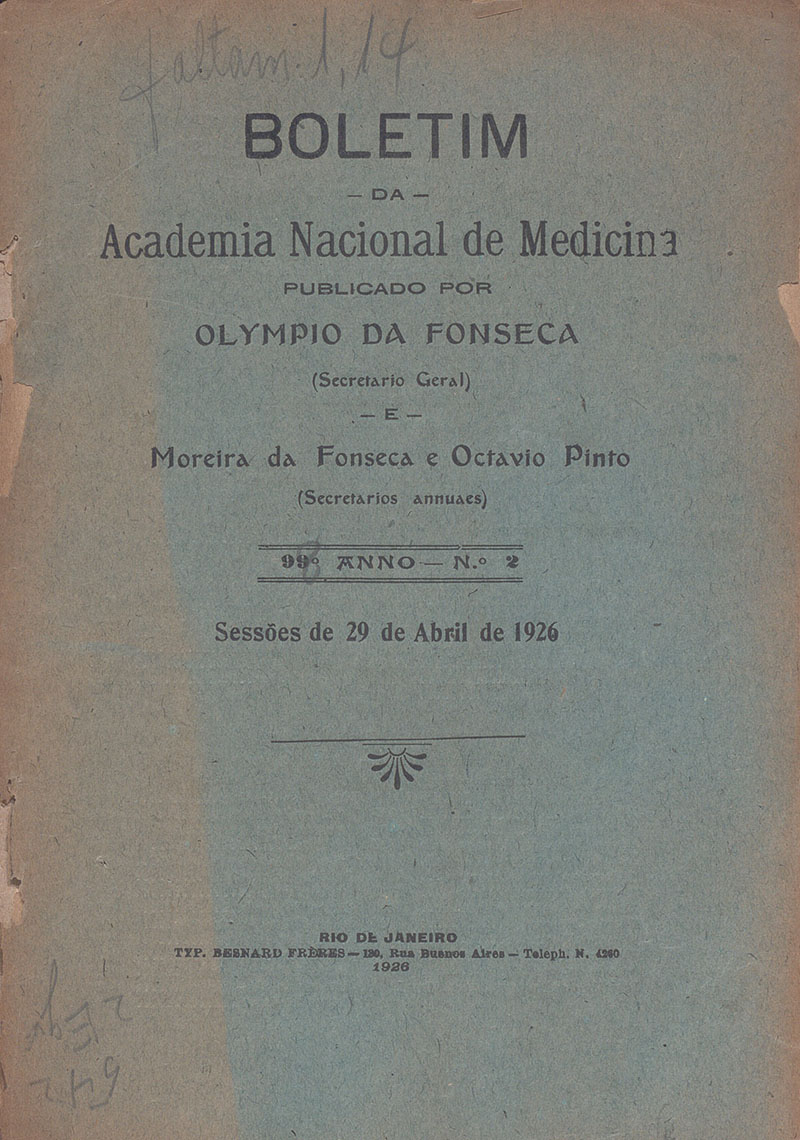 faltam 1, 14
BOLETIM
— DA —
Academia Nacional de Medicina
PUBLICADO POR
OLYMPIO DA FONSECA
(Secretario Geral)
— E —
Moreira da Fonseca e Octavio Pinto
(Secretarios annuaes)
99º ANNO — N.º 2
Sessões de 29 de Abril de 1926
RIO DE JANEIRO
TYP. BESNARD FRÈRES — 130, Rua Buenos Aires — Teleph. N. 4260
1926